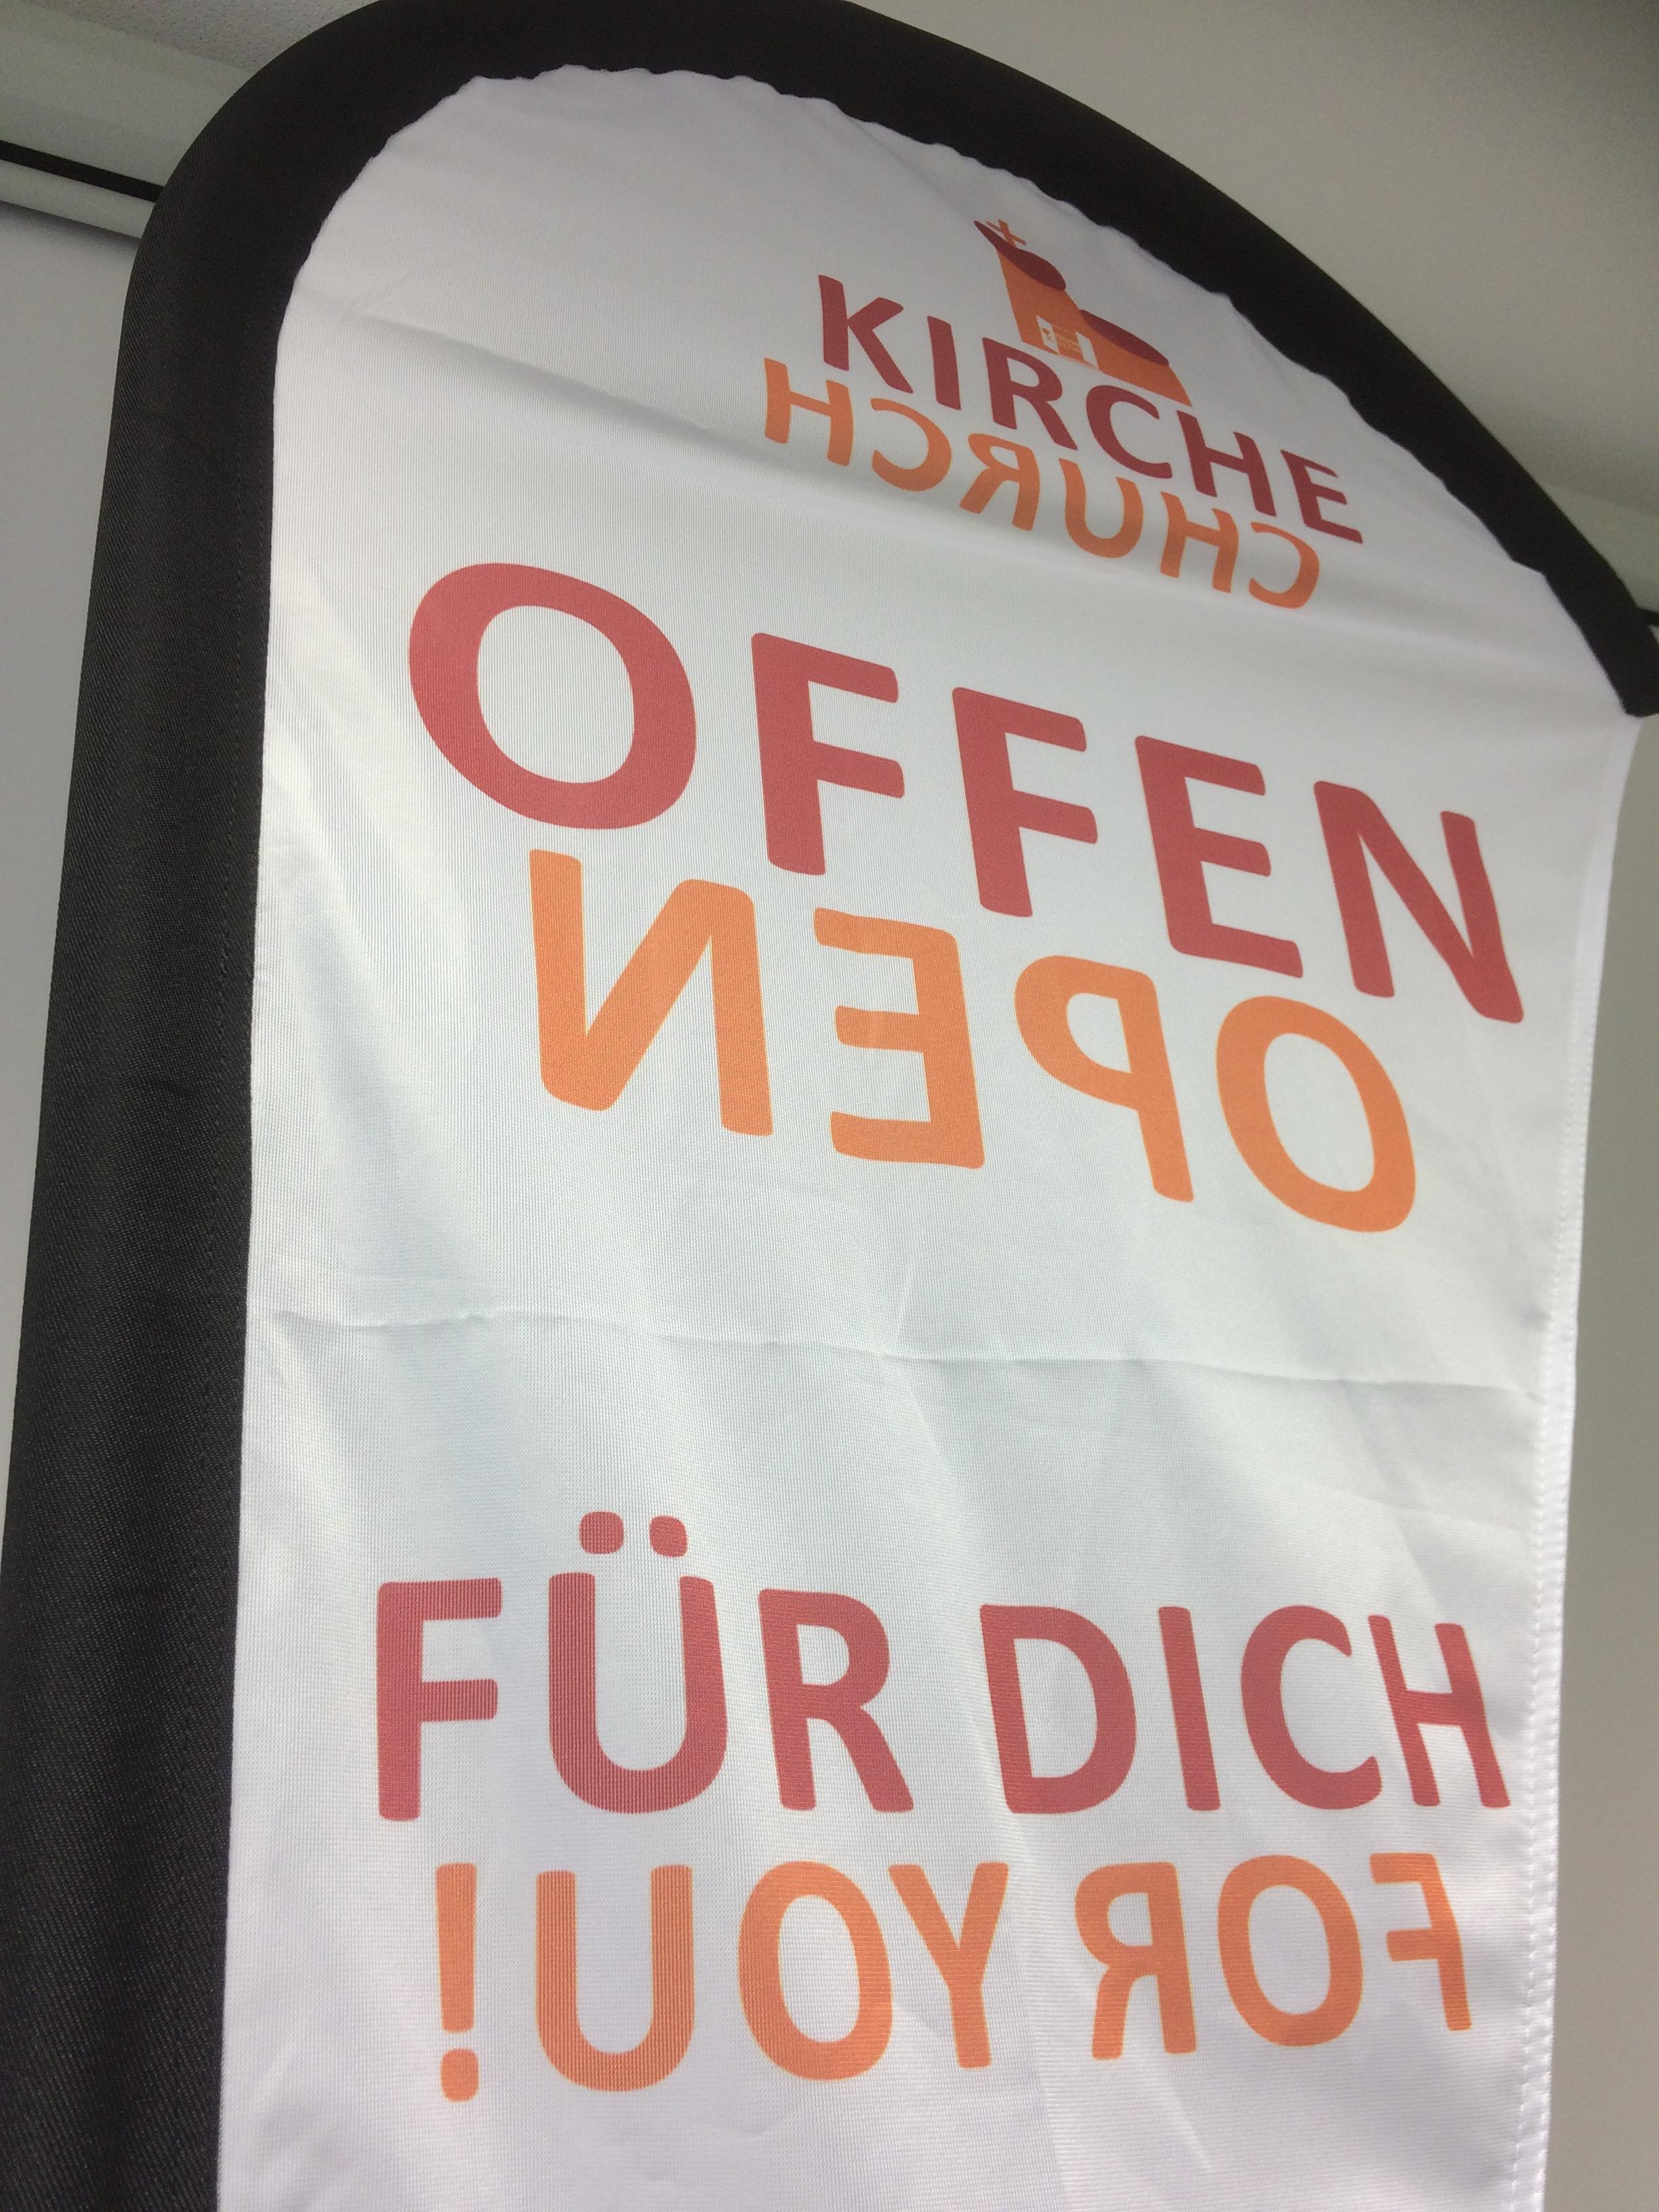 KIRCHE
CHURCH
OFFEN
OPEN
FÜR DICH
FOR YOU!